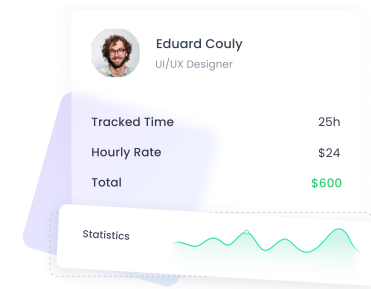 Eduard Couly
UI/UX Designer
Tracked Time 25h
Hourly Rate $24
Total $600
Statistics